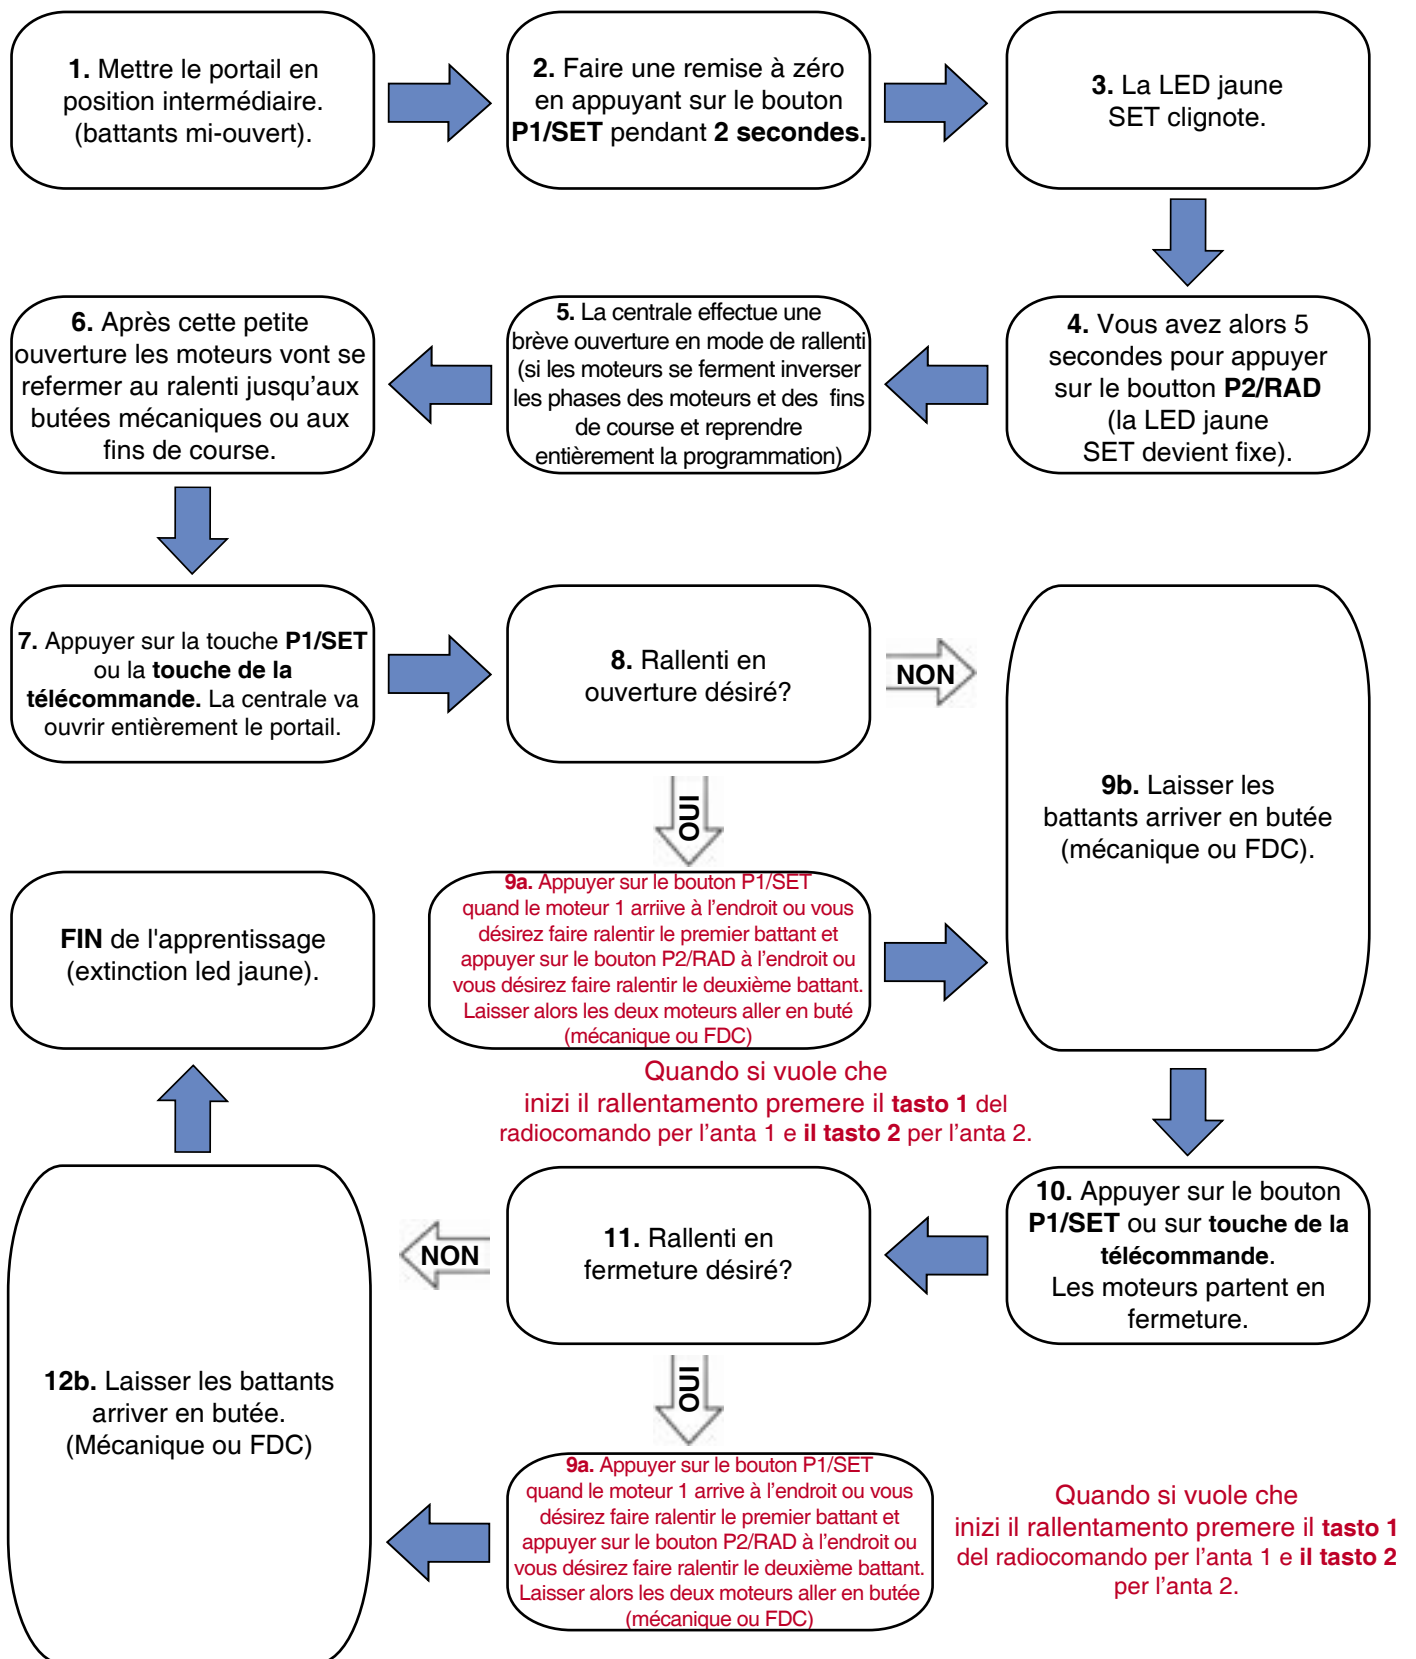 1. Mettre le portail en
position intermédiaire.
(battants mi-ouvert).
2. Faire une remise à zéro
en appuyant sur le bouton
P1/SET pendant 2 secondes.
3. La LED jaune
SET clignote.
4. Vous avez alors 5
secondes pour appuyer
sur le boutton P2/RAD
(la LED jaune
SET devient fixe).
5. La centrale effectue une
brève ouverture en mode de rallenti
(si les moteurs se ferment inverser
les phases des moteurs et des fins
de course et reprendre
entièrement la programmation)
6. Après cette petite
ouverture les moteurs vont se
refermer au ralenti jusqu'aux
butées mécaniques ou aux
fins de course.
7. Appuyer sur la touche P1/SET
ou la touche de la
télécommande. La centrale va
ouvrir entièrement le portail.
8. Rallenti en
ouverture désiré?
NON
OUI
9b. Laisser les
battants arriver en butée
(mécanique ou FDC).
9a. Appuyer sur le bouton P1/SET
quand le moteur 1 arriive à l'endroit ou vous
désirez faire ralentir le premier battant et
appuyer sur le bouton P2/RAD à l'endroit ou
vous désirez faire ralentir le deuxième battant.
Laisser alors les deux moteurs aller en buté
(mécanique ou FDC)
Quando si vuole che
inizi il rallentamento premere il tasto 1 del
radiocomando per l'anta 1 e il tasto 2 per l'anta 2.
10. Appuyer sur le bouton
P1/SET ou sur touche de la
télécommande.
Les moteurs partent en
fermeture.
11. Rallenti en
fermeture désiré?
NON
OUI
9a. Appuyer sur le bouton P1/SET
quand le moteur 1 arrive à l'endroit ou vous
désirez faire ralentir le premier battant et
appuyer sur le bouton P2/RAD à l'endroit ou
vous désirez faire ralentir le deuxième battant.
Laisser alors les deux moteurs aller en butée
(mécanique ou FDC)
Quando si vuole che
inizi il rallentamento premere il tasto 1
del radiocomando per l'anta 1 e il tasto 2
per l'anta 2.
12b. Laisser les battants
arriver en butée.
(Mécanique ou FDC)
FIN de l'apprentissage
(extinction led jaune).